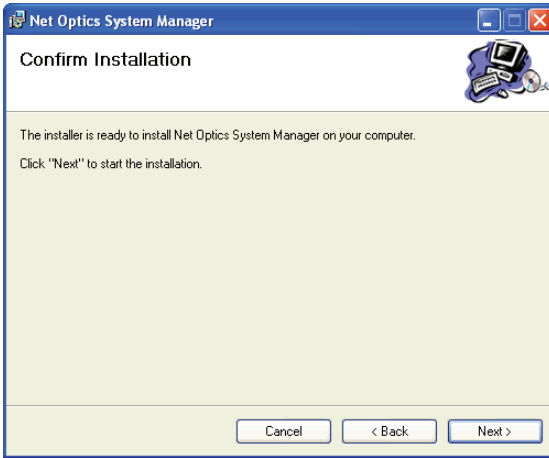 Net Optics System Manager
Confirm Installation
The installer is ready to install Net Optics System Manager on your computer.
Click "Next" to start the installation.
Cancel
< Back
Next >